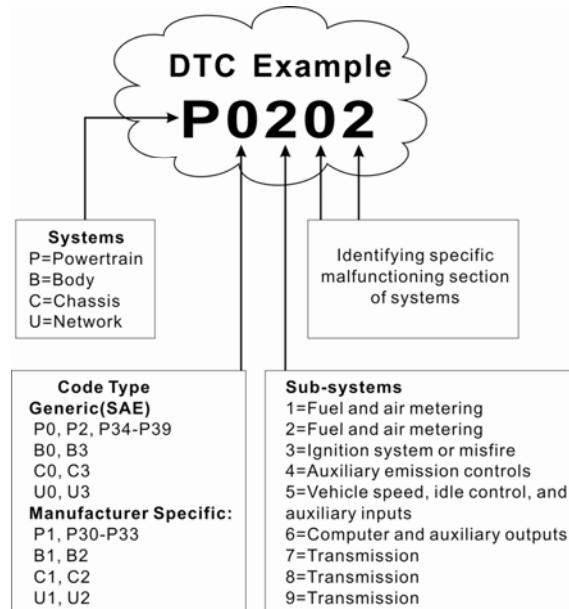 DTC Example
P0202
Systems
P=Powertrain
B=Body
C=Chassis
U=Network
Identifying specific
malfunctioning section
of systems
Code Type
Generic(SAE)
P0, P2, P34-P39
B0, B3
C0, C3
U0, U3
Manufacturer Specific:
P1, P30-P33
B1, B2
C1, C2
U1, U2
Sub-systems
1=Fuel and air metering
2=Fuel and air metering
3=Ignition system or misfire
4=Auxiliary emission controls
5=Vehicle speed, idle control, and
auxiliary inputs
6=Computer and auxiliary outputs
7=Transmission
8=Transmission
9=Transmission